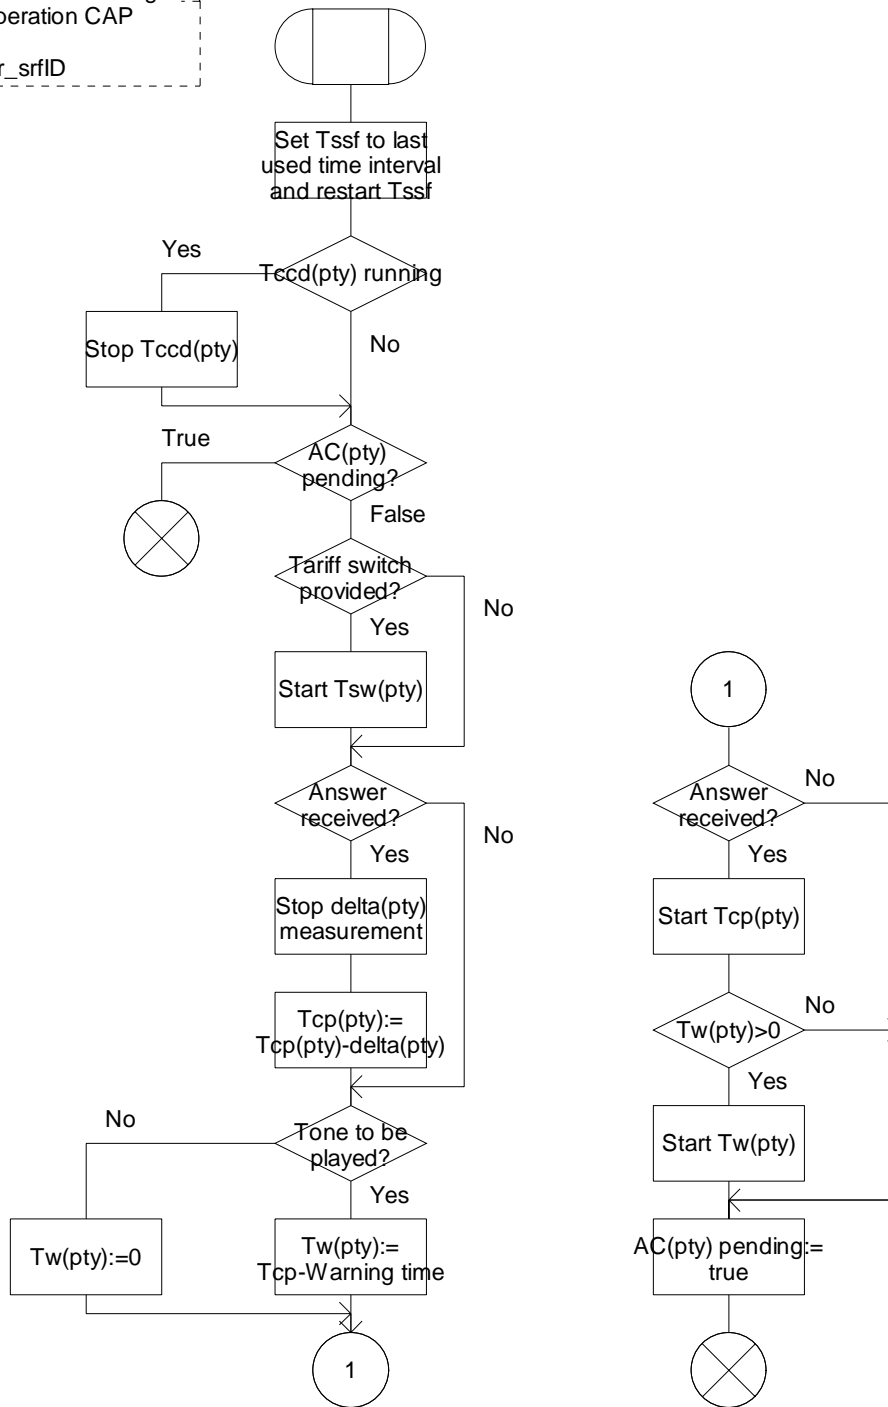 peration CAP
r_srfID
Set Tssf to last
used time interval
and restart Tssf
Yes
Tccd(pty) running
Stop Tccd(pty)
No
True
AC(pty)
pending?
False
Tariff switch
provided?
No
Yes
Start Tsw(pty)
Answer
received?
No
Yes
Stop delta(pty)
measurement
Tcp(pty):=
Tcp(pty)-delta(pty)
No
Tone to be
played?
Yes
Tw(pty):=0
Tw(pty):=
Tcp-Warning time
1
1
Answer
received?
No
Yes
Start Tcp(pty)
Tw(pty)>0
No
Yes
Start Tw(pty)
AC(pty) pending:=
true